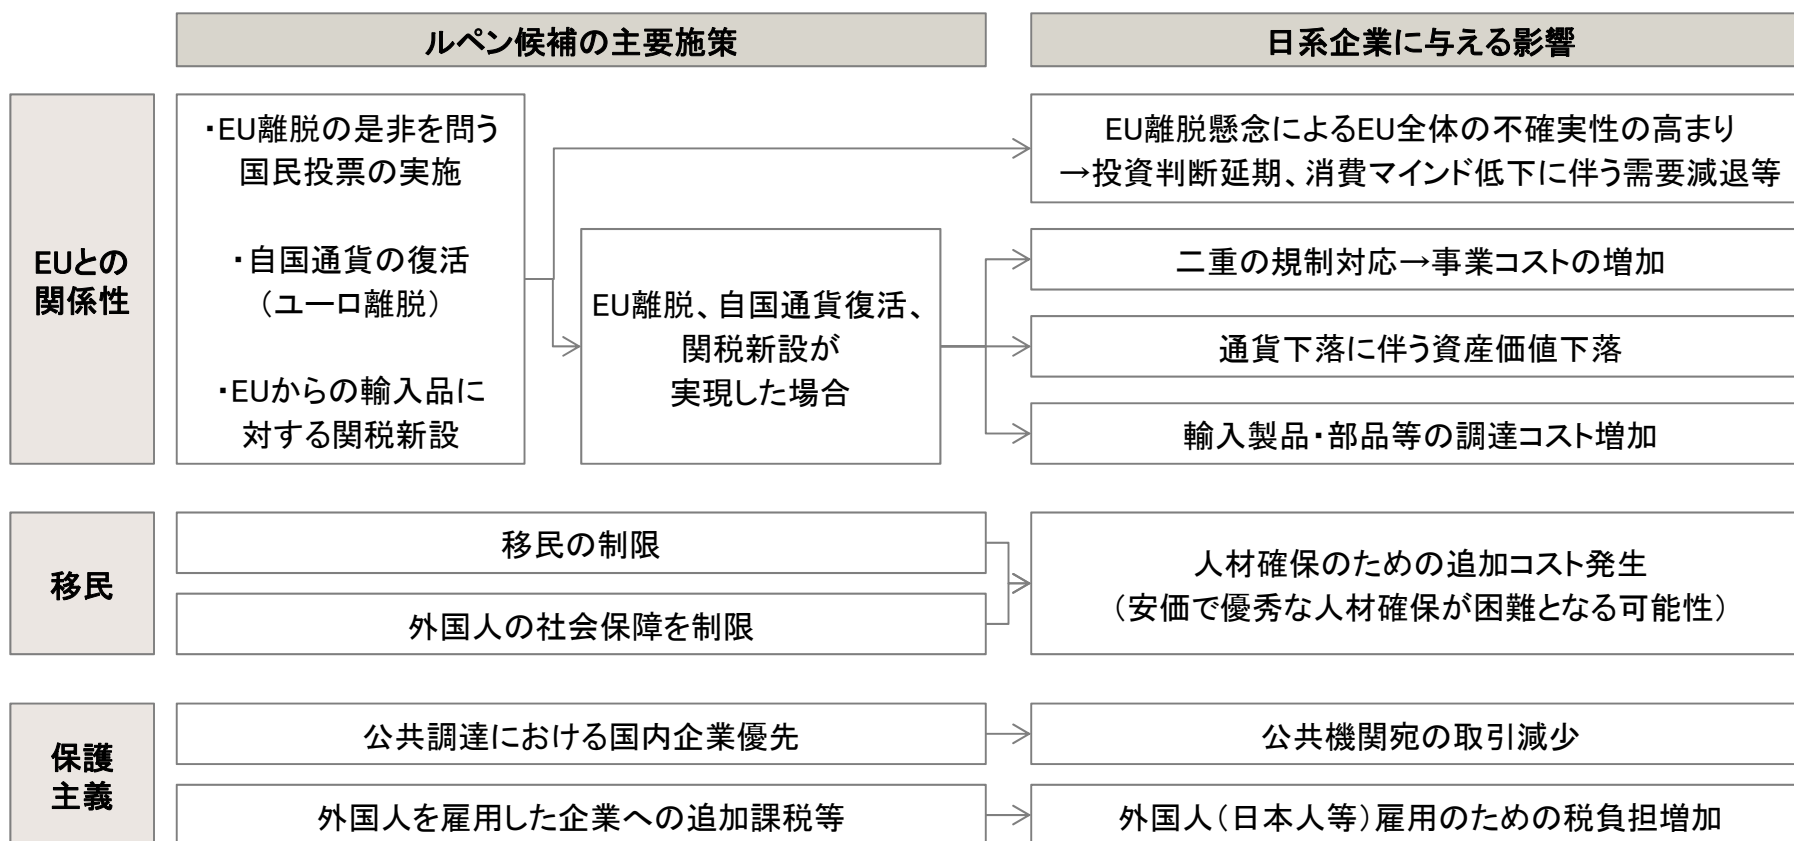 ルペン候補の主要施策
日系企業に与える影響
EUとの
関係性
・EU離脱の是非を問う
国民投票の実施
・自国通貨の復活
（ユーロ離脱）
・EUからの輸入品に
対する関税新設
EU離脱、自国通貨復活、
関税新設が
実現した場合
EU離脱懸念によるEU全体の不確実性の高まり
→投資判断延期、消費マインド低下に伴う需要減退等
二重の規制対応→事業コストの増加
通貨下落に伴う資産価値下落
輸入製品・部品等の調達コスト増加
移民
移民の制限
外国人の社会保障を制限
人材確保のための追加コスト発生
（安価で優秀な人材確保が困難となる可能性）
保護
主義
公共調達における国内企業優先
公共機関宛の取引減少
外国人を雇用した企業への追加課税等
外国人（日本人等）雇用のための税負担増加